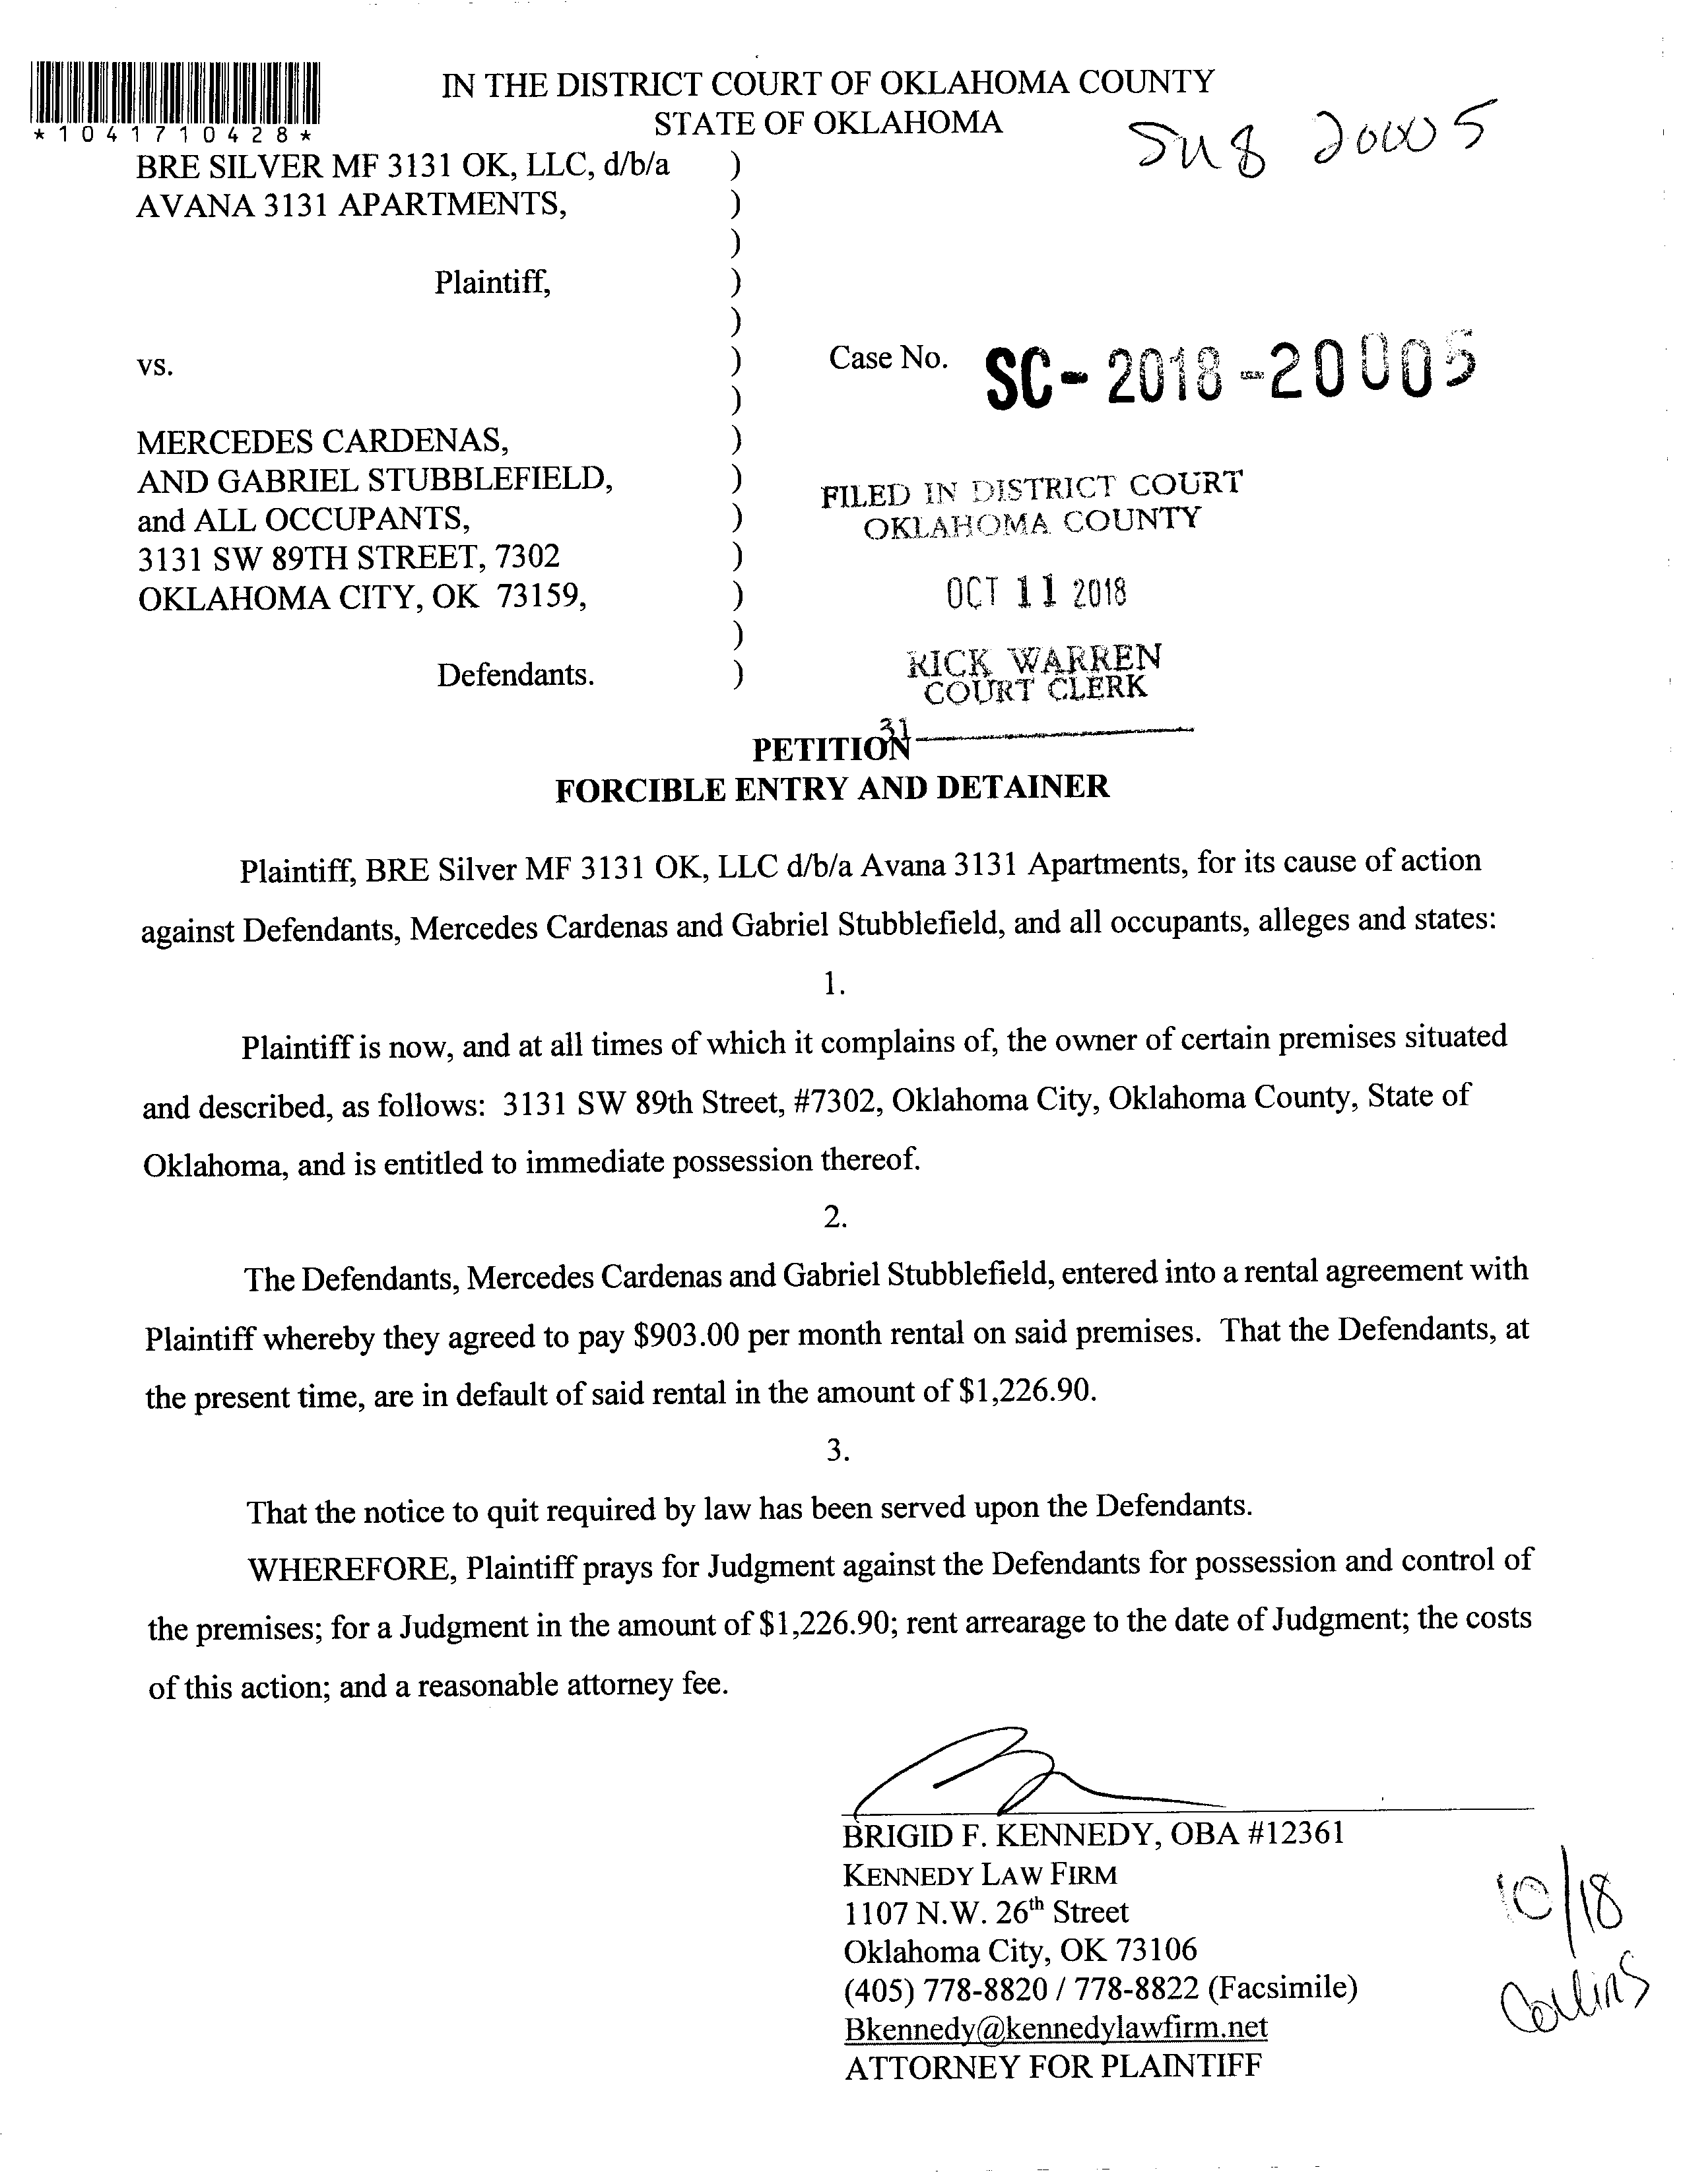 IN THE DISTRICT COURT OF OKLAHOMA COUNTY
STATE OF OKLAHOMA
*1041710428*
20005
BRE SILVER MF 3131 OK, LLC, d/b/a )
AVANA 3131 APARTMENTS, )
)
Plaintiff, )
)
vs. ) Case No. SC-2018-20005
)
MERCEDES CARDENAS, )
AND GABRIEL STUBBLEFIELD, )
and ALL OCCUPANTS, )
3131 SW 89TH STREET, 7302 )
OKLAHOMA CITY, OK 73159, )
)
Defendants. )
FILED IN DISTRICT COURT
OKLAHOMA COUNTY
OCT 11 2018
RICK WARREN
COURT CLERK
31
PETITION
FORCIBLE ENTRY AND DETAINER
Plaintiff, BRE Silver MF 3131 OK, LLC d/b/a Avana 3131 Apartments, for its cause of action
against Defendants, Mercedes Cardenas and Gabriel Stubblefield, and all occupants, alleges and states:
1.
Plaintiff is now, and at all times of which it complains of, the owner of certain premises situated
and described, as follows: 3131 SW 89th Street, #7302, Oklahoma City, Oklahoma County, State of
Oklahoma, and is entitled to immediate possession thereof.
2.
The Defendants, Mercedes Cardenas and Gabriel Stubblefield, entered into a rental agreement with
Plaintiff whereby they agreed to pay $903.00 per month rental on said premises. That the Defendants, at
the present time, are in default of said rental in the amount of $1,226.90.
3.
That the notice to quit required by law has been served upon the Defendants.
WHEREFORE, Plaintiff prays for Judgment against the Defendants for possession and control of
the premises; for a Judgment in the amount of $1,226.90; rent arrearage to the date of Judgment; the costs
of this action; and a reasonable attorney fee.
BRIGID F. KENNEDY, OBA #12361
KENNEDY LAW FIRM
1107 N.W. 26th Street
Oklahoma City, OK 73106
(405) 778-8820 / 778-8822 (Facsimile)
Bkennedy@kennedylawfirm.net
ATTORNEY FOR PLAINTIFF
10/18
Collins